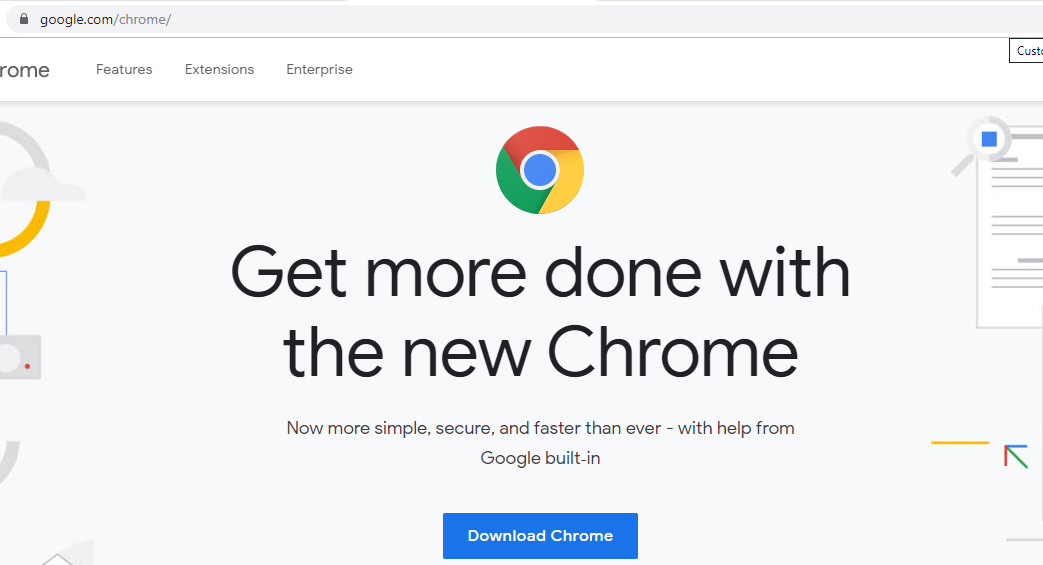 google.com/chrome/
rome Features Extensions Enterprise
Custo
Get more done with
the new Chrome
Now more simple, secure, and faster than ever - with help from
Google built-in
Download Chrome